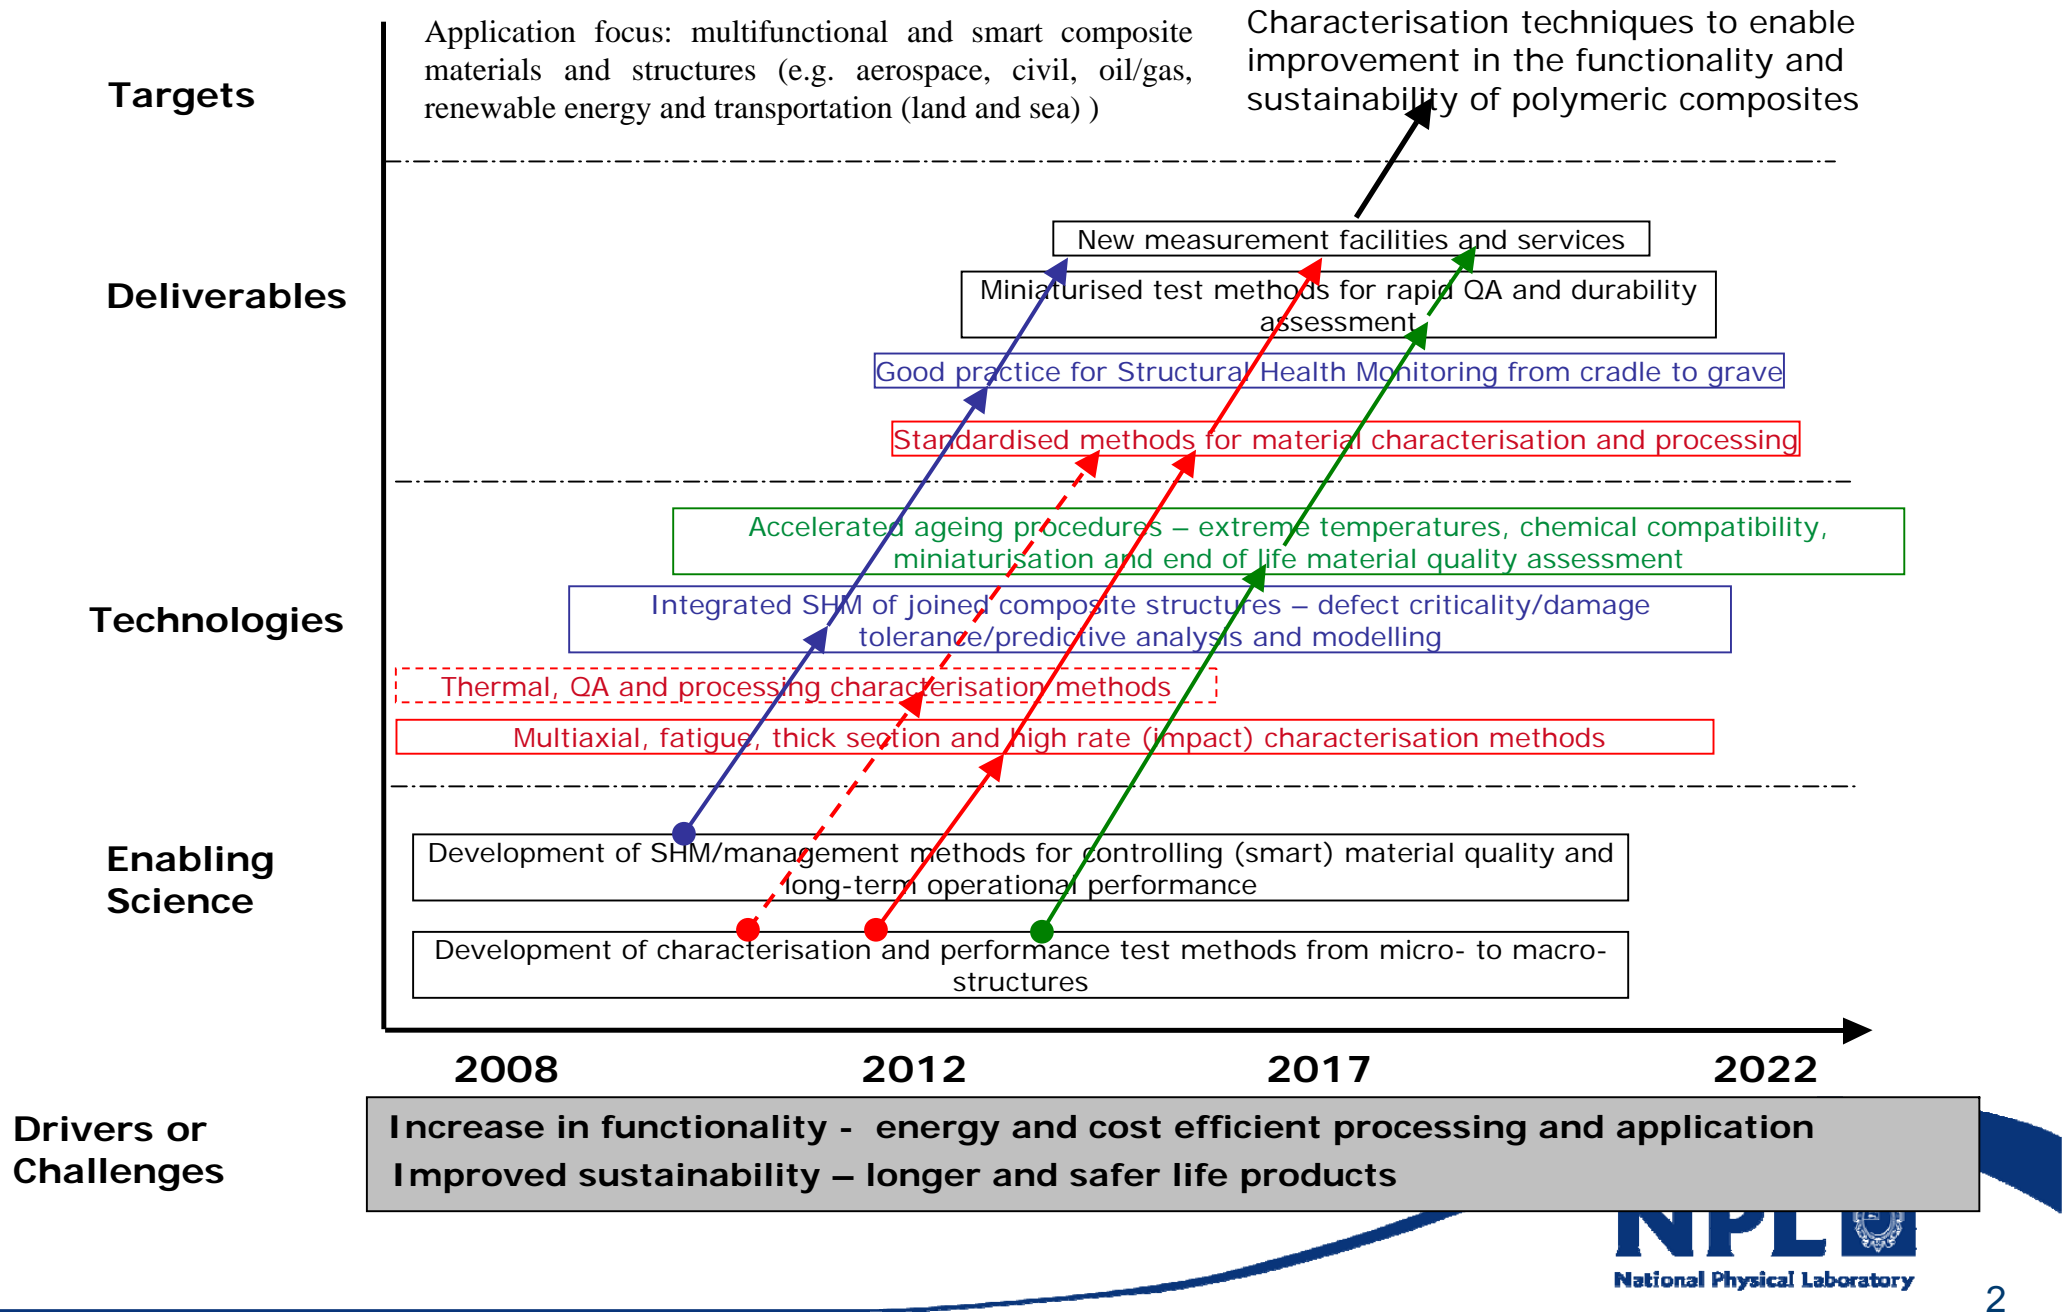 Targets
Application focus: multifunctional and smart composite
materials and structures (e.g. aerospace, civil, oil/gas,
renewable energy and transportation (land and sea) )
Characterisation techniques to enable
improvement in the functionality and
sustainability of polymeric composites
Deliverables
New measurement facilities and services
Miniaturised test methods for rapid QA and durability
assessment
Good practice for Structural Health Monitoring from cradle to grave
Standardised methods for material characterisation and processing
Technologies
Accelerated ageing procedures – extreme temperatures, chemical compatibility,
miniaturisation and end of life material quality assessment
Integrated SHM of joined composite structures – defect criticality/damage
tolerance/predictive analysis and modelling
Thermal, QA and processing characterisation methods
Multiaxial, fatigue, thick section and high rate (impact) characterisation methods
Enabling
Science
Development of SHM/management methods for controlling (smart) material quality and
long-term operational performance
Development of characterisation and performance test methods from micro- to macro-
structures
2008 2012 2017 2022
Drivers or
Challenges
Increase in functionality - energy and cost efficient processing and application
Improved sustainability – longer and safer life products
NPL
National Physical Laboratory
2